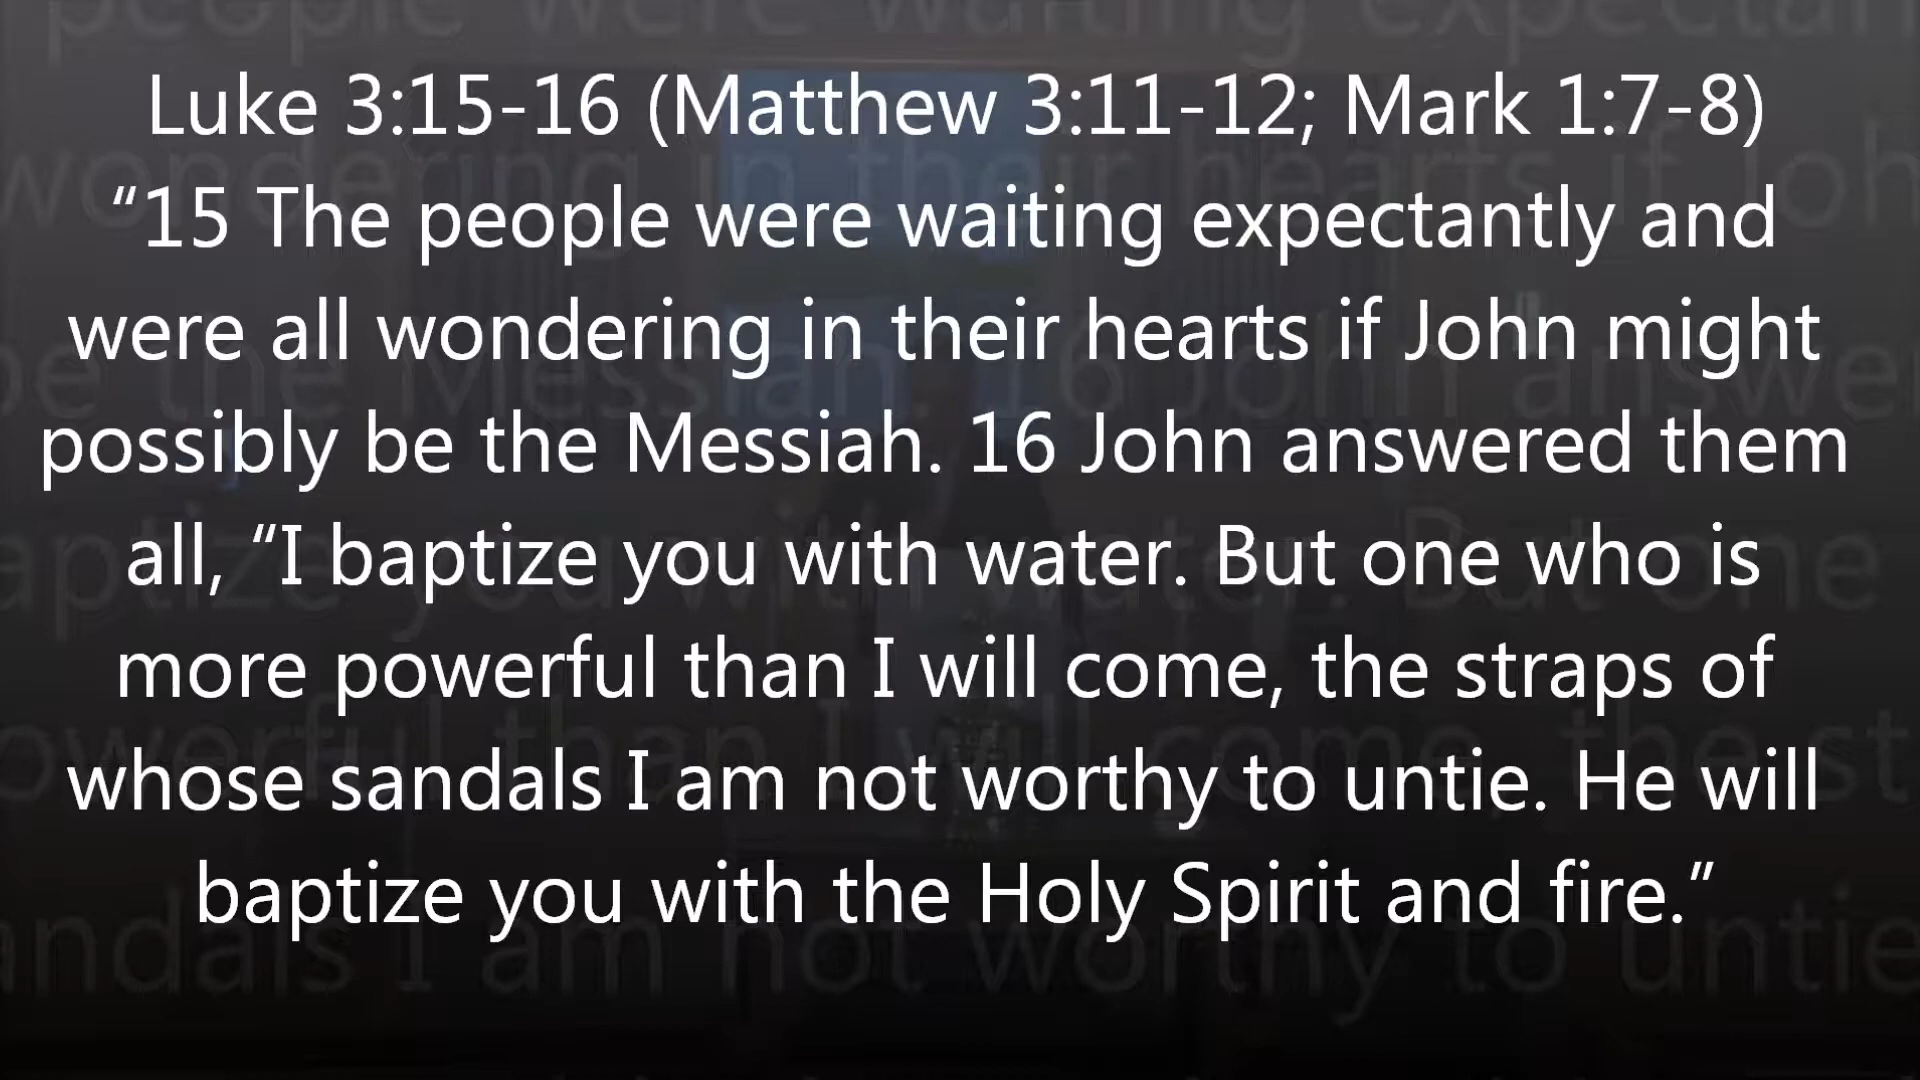 Luke 3:15-16 (Matthew 3:11-12; Mark 1:7-8)
“15 The people were waiting expectantly and
were all wondering in their hearts if John might
possibly be the Messiah. 16 John answered them
all, “I baptize you with water. But one who is
more powerful than I will come, the straps of
whose sandals I am not worthy to untie. He will
baptize you with the Holy Spirit and fire.”